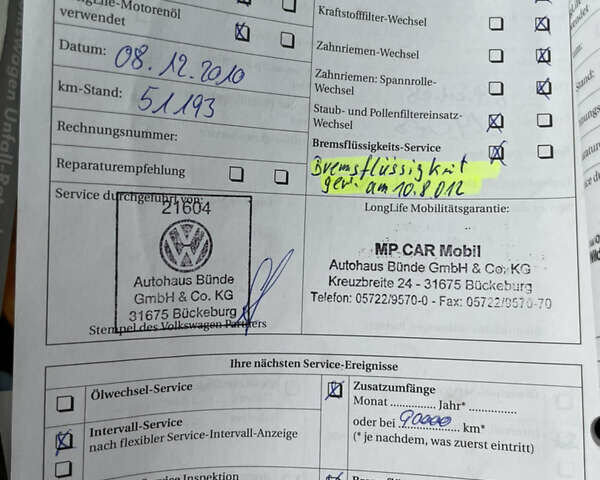 LongLife-Motorenöl
verwendet
Datum: 08.12.2010
km-Stand: 51193
Rechnungsnummer:
Reparaturempfehlung
Kraftstofffilter-Wechsel
Zahnriemen-Wechsel
Zahnriemen: Spannrolle-
Wechsel
Staub- und Pollenfiltereinsatz-
Wechsel
Bremsflüssigkeits-Service
Bremsflüssigkeit
gew. am 10.8.012
Service durchgeführt von:
21604
Autohaus Bünde
GmbH & Co. KG
31675 Bückeburg
Stempel des Volkswagen Partners
LongLife Mobilitätsgarantie:
MP CAR Mobil
Autohaus Bünde GmbH & Co. KG
Kreuzbreite 24 - 31675 Bückeburg
Telefon: 05722/9570-0 - Fax: 05722/9570-70
Ihre nächsten Service-Ereignisse
Ölwechsel-Service
Intervall-Service
nach flexibler Service-Intervall-Anzeige
Service Inspektion
Zusatzumfänge
Monat .............. Jahr* ..............
oder bei 90000 km*
(* je nachdem, was zuerst eintritt)